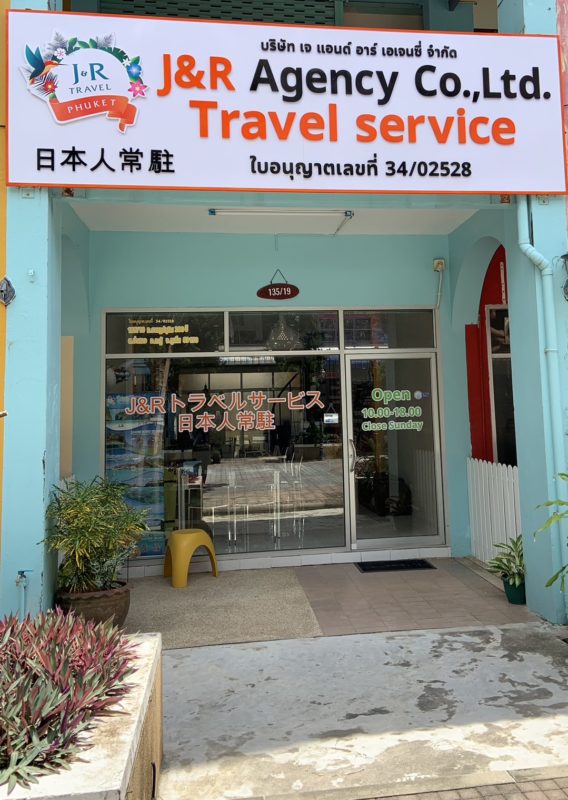 บริษัท เจ แอนด์ อาร์ เอเจนซี่ จำกัด
J&R Agency Co.,Ltd.
Travel service
J&R
TRAVEL
PHUKET
日本人常駐
ใบอนุญาตเลขที่ 34/02528
135/19
J&Rトラベルサービス
日本人常駐
Open
10.00-18.00
Close Sunday